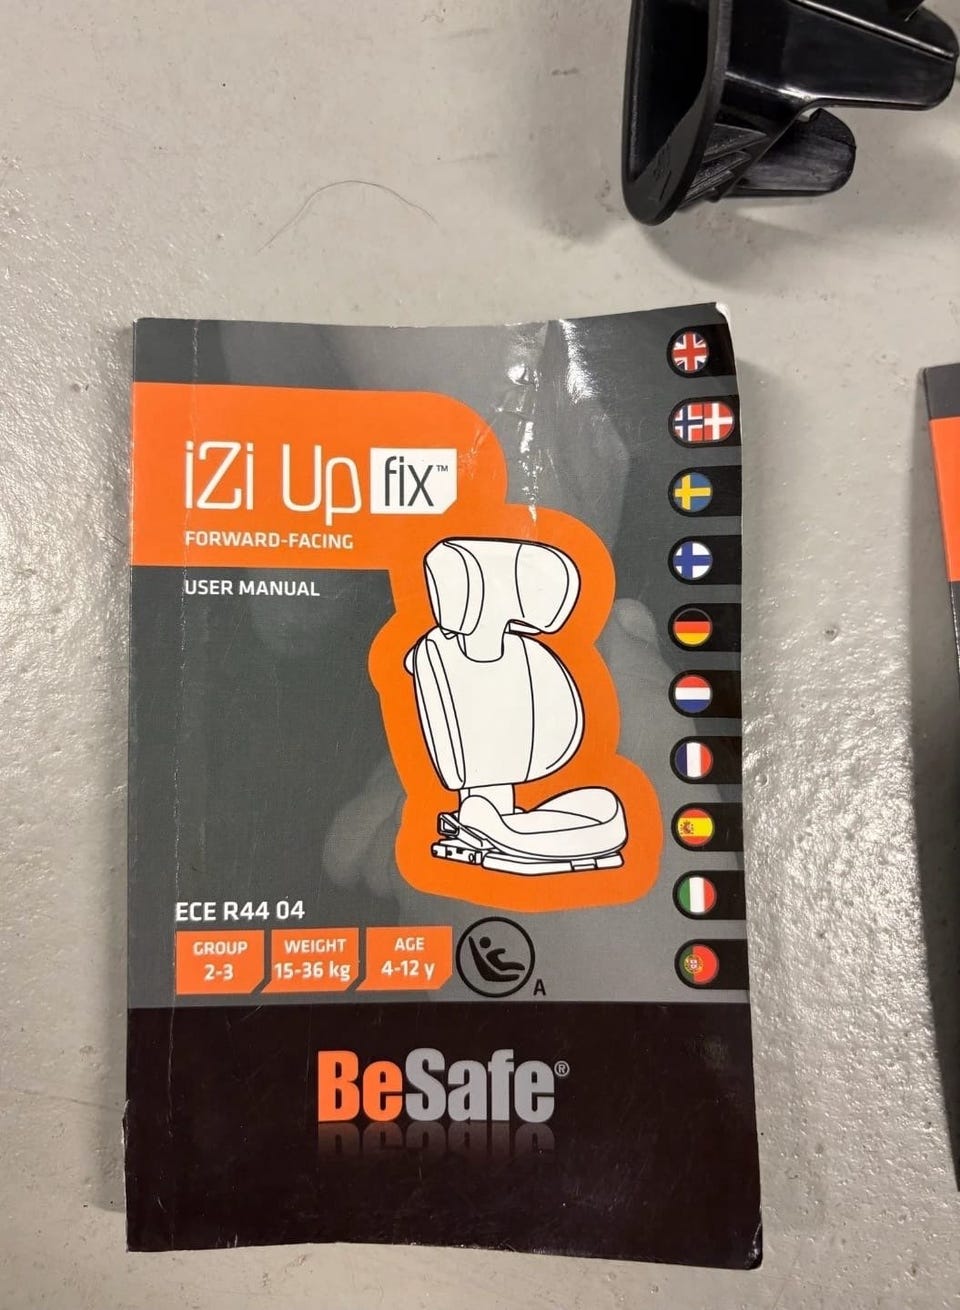 iZi Up fix™
FORWARD-FACING
USER MANUAL
ECE R44 04
GROUP
2-3
WEIGHT
15-36 kg
AGE
4-12 y
A
BeSafe®